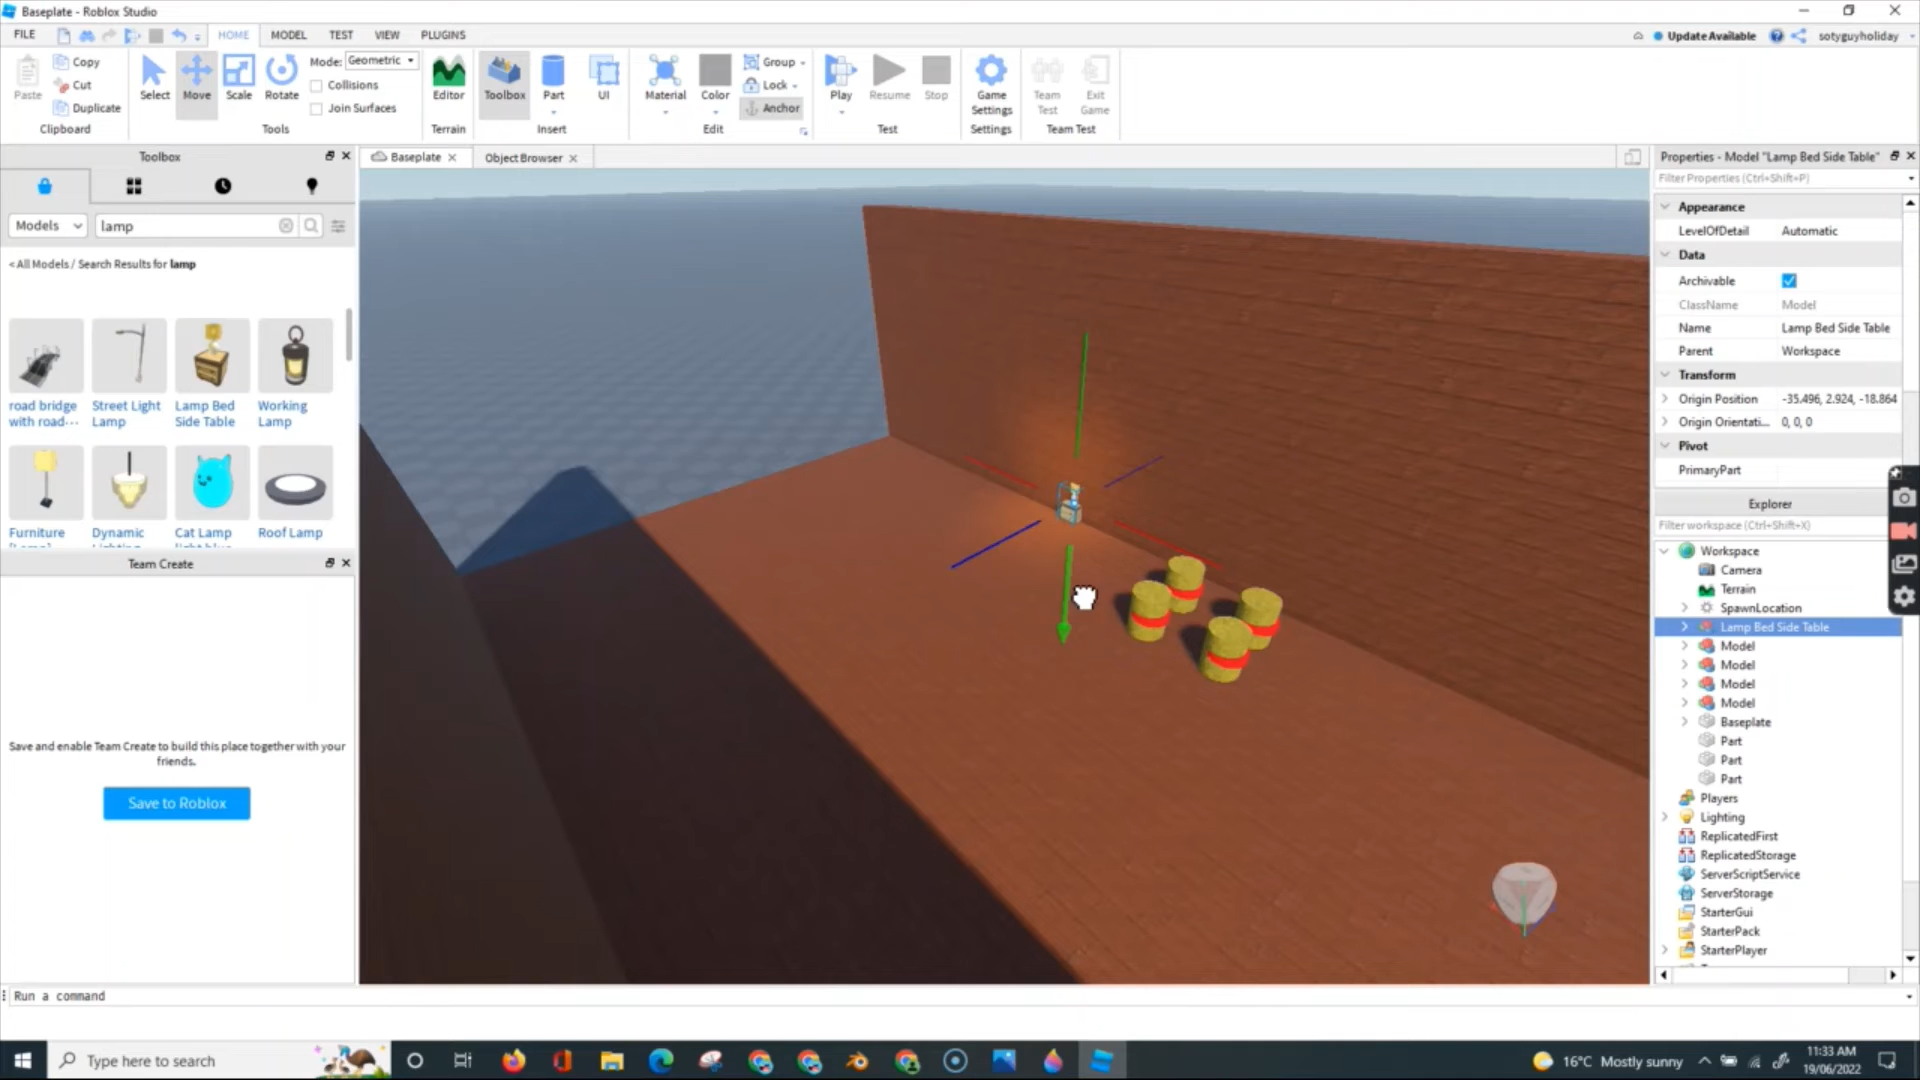 Baseplate - Roblox Studio
FILE
HOME
MODEL
TEST
VIEW
PLUGINS
Update Available
sotyguyholiday
Paste
Copy
Cut
Duplicate
Clipboard
Select
Move
Scale
Rotate
Mode:
Geometric
Collisions
Join Surfaces
Tools
Editor
Terrain
Toolbox
Part
UI
Insert
Material
Color
Group
Lock
Anchor
Edit
Play
Resume
Stop
Test
Game
Settings
Settings
Team
Test
Exit
Game
Team Test
Toolbox
Models
lamp
< All Models / Search Results for lamp
road bridge
with road···
Street Light
Lamp
Lamp Bed
Side Table
Working
Lamp
Furniture
Dynamic
Cat Lamp
Roof Lamp
Team Create
Save and enable Team Create to build this place together with your
friends.
Save to Roblox
Baseplate
Object Browser
Properties - Model "Lamp Bed Side Table"
Filter Properties (Ctrl+Shift+P)
Appearance
LevelOfDetail Automatic
Data
Archivable
ClassName Model
Name Lamp Bed Side Table
Parent Workspace
Transform
Origin Position -35.496, 2.924, -18.864
Origin Orientati... 0, 0, 0
Pivot
PrimaryPart
Explorer
Filter workspace (Ctrl+Shift+X)
Workspace
Camera
Terrain
SpawnLocation
Lamp Bed Side Table
Model
Model
Model
Model
Baseplate
Part
Part
Part
Players
Lighting
ReplicatedFirst
ReplicatedStorage
ServerScriptService
ServerStorage
StarterGui
StarterPack
StarterPlayer
Run a command
Type here to search
16°C Mostly sunny
11:33 AM
19/06/2022